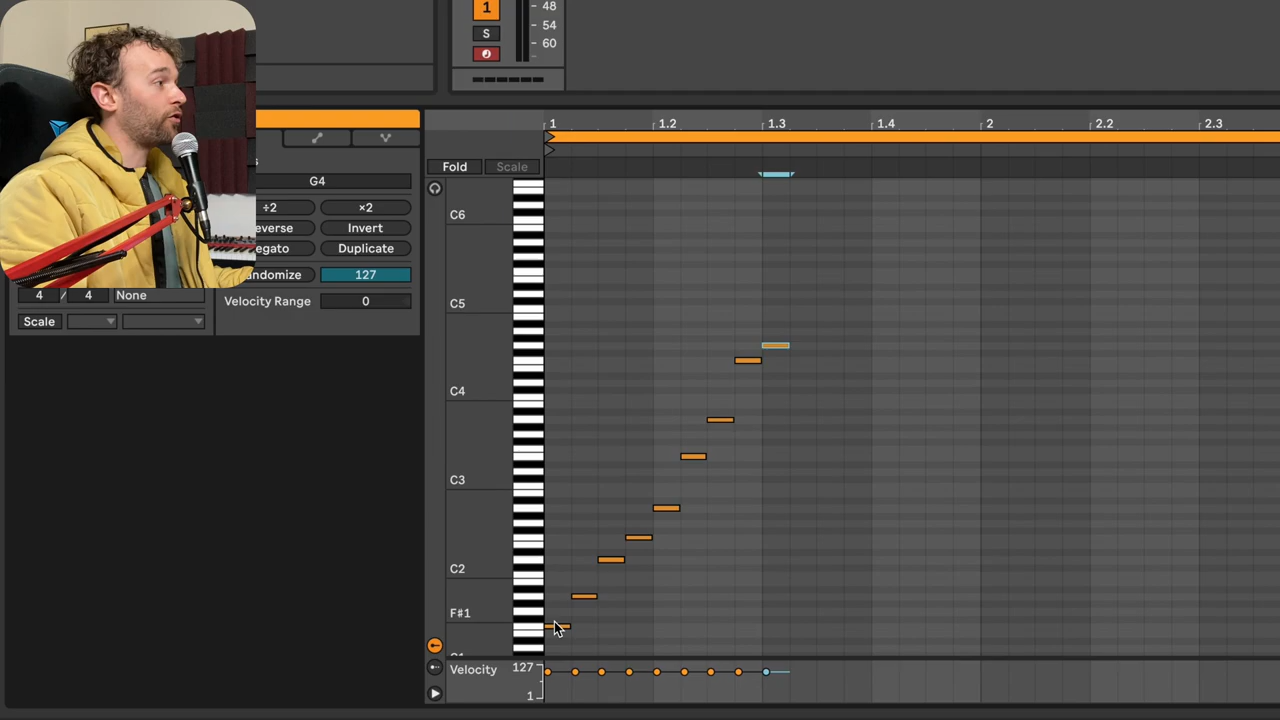 48
1
54
S
60
1 1.2 1.3 1.4 2 2.2 2.3
Fold Scale
G4
÷2 ×2
C6
everse Invert
egato Duplicate
andomize 127
4 / 4 None
Velocity Range 0
C5
Scale
C4
C3
C2
F#1
Velocity 127
1